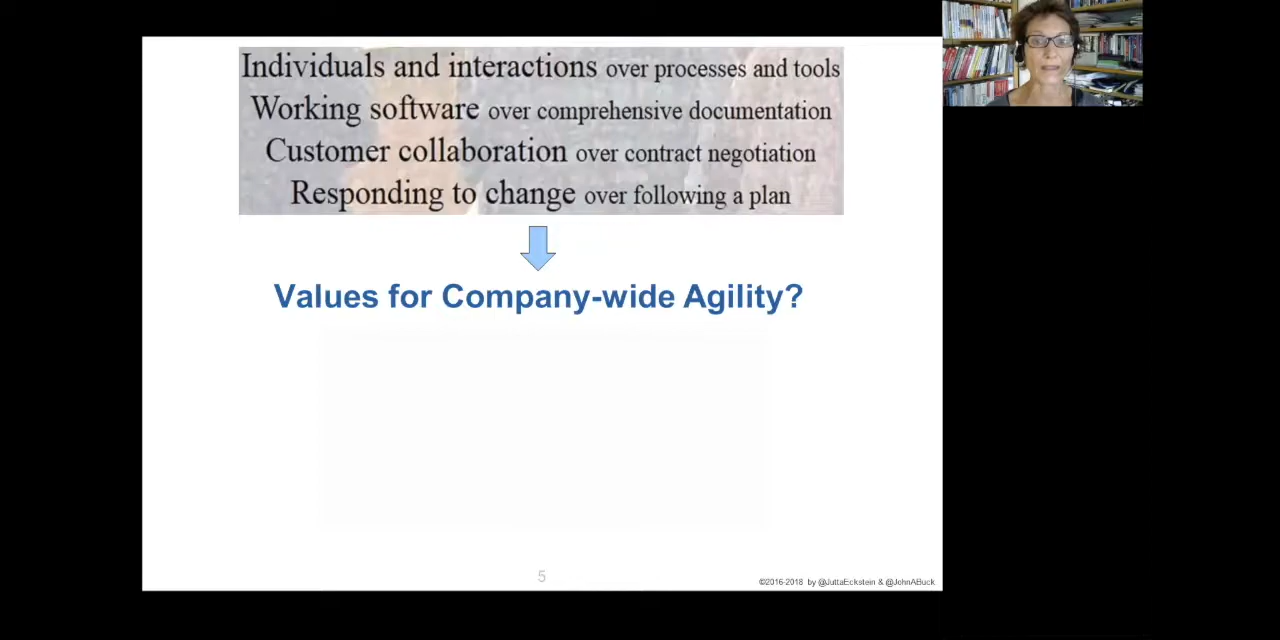 Individuals and interactions over processes and tools
Working software over comprehensive documentation
Customer collaboration over contract negotiation
Responding to change over following a plan
Values for Company-wide Agility?
5
©2016-2018 by @JuttaEckstein & @JohnABuck